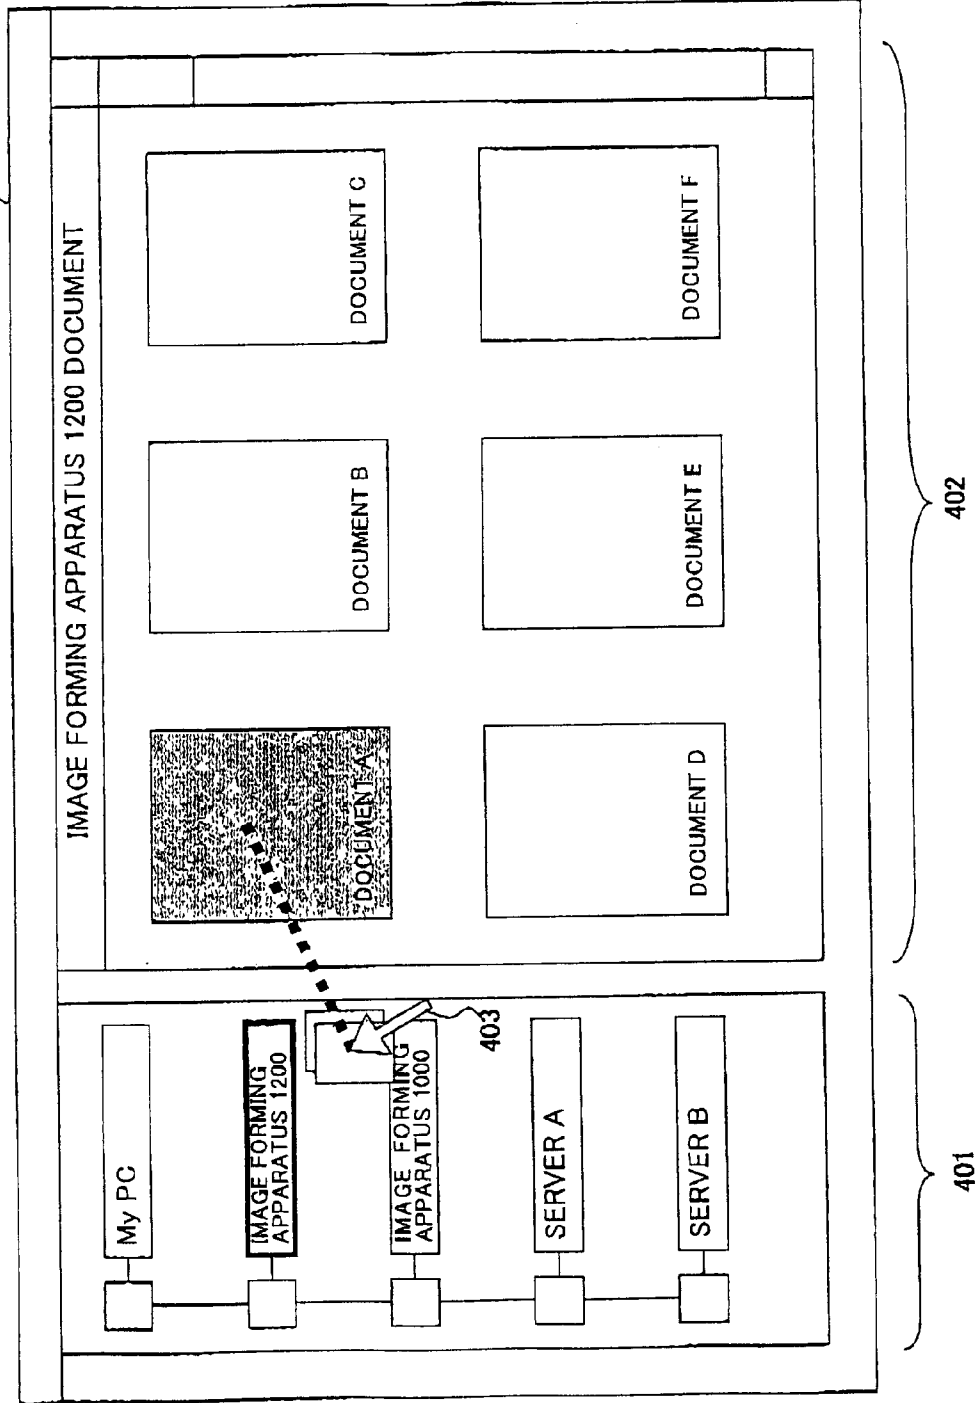 IMAGE FORMING APPARATUS 1200 DOCUMENT
My PC
IMAGE FORMING
APPARATUS 1200
IMAGE FORMING
APPARATUS 1000
SERVER A
SERVER B
403
DOCUMENT A
DOCUMENT B
DOCUMENT C
DOCUMENT D
DOCUMENT E
DOCUMENT F
401
402